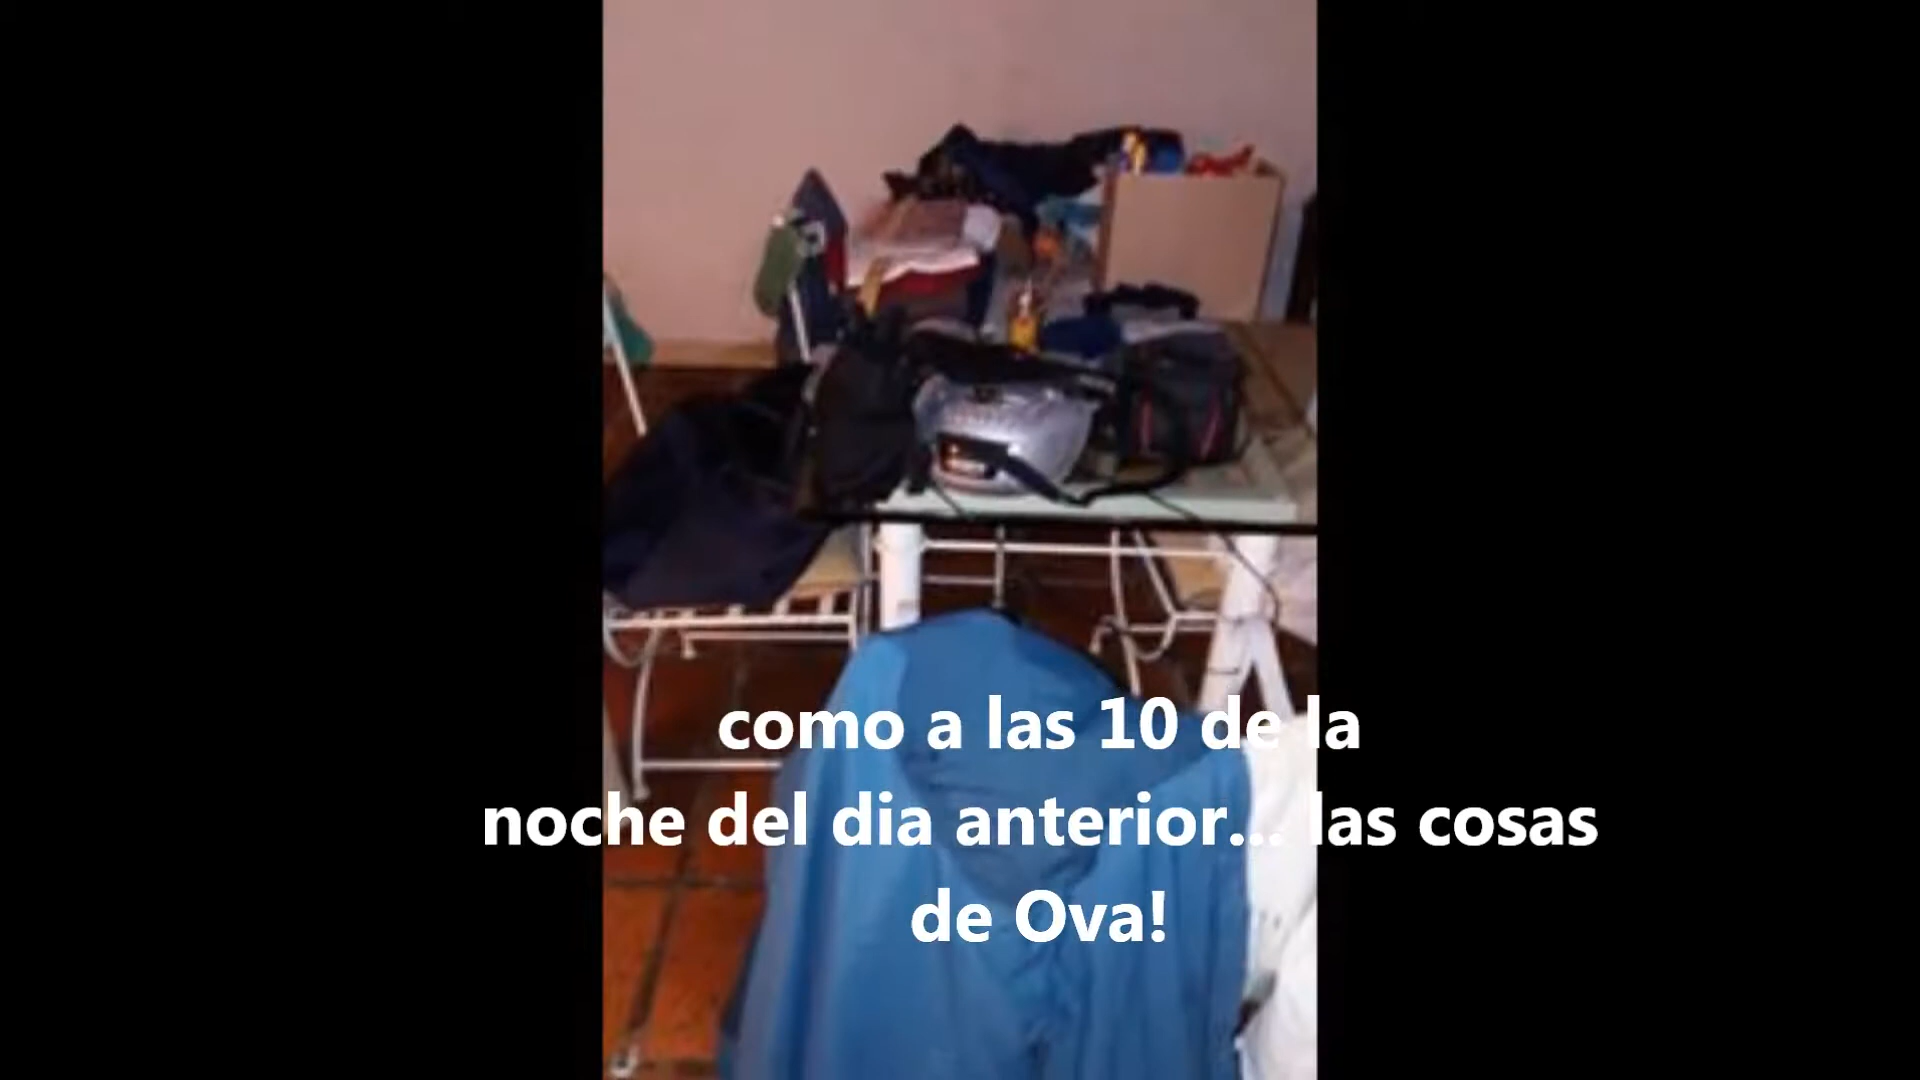 como a las 10 de la
noche del dia anterior... las cosas
de Ova!